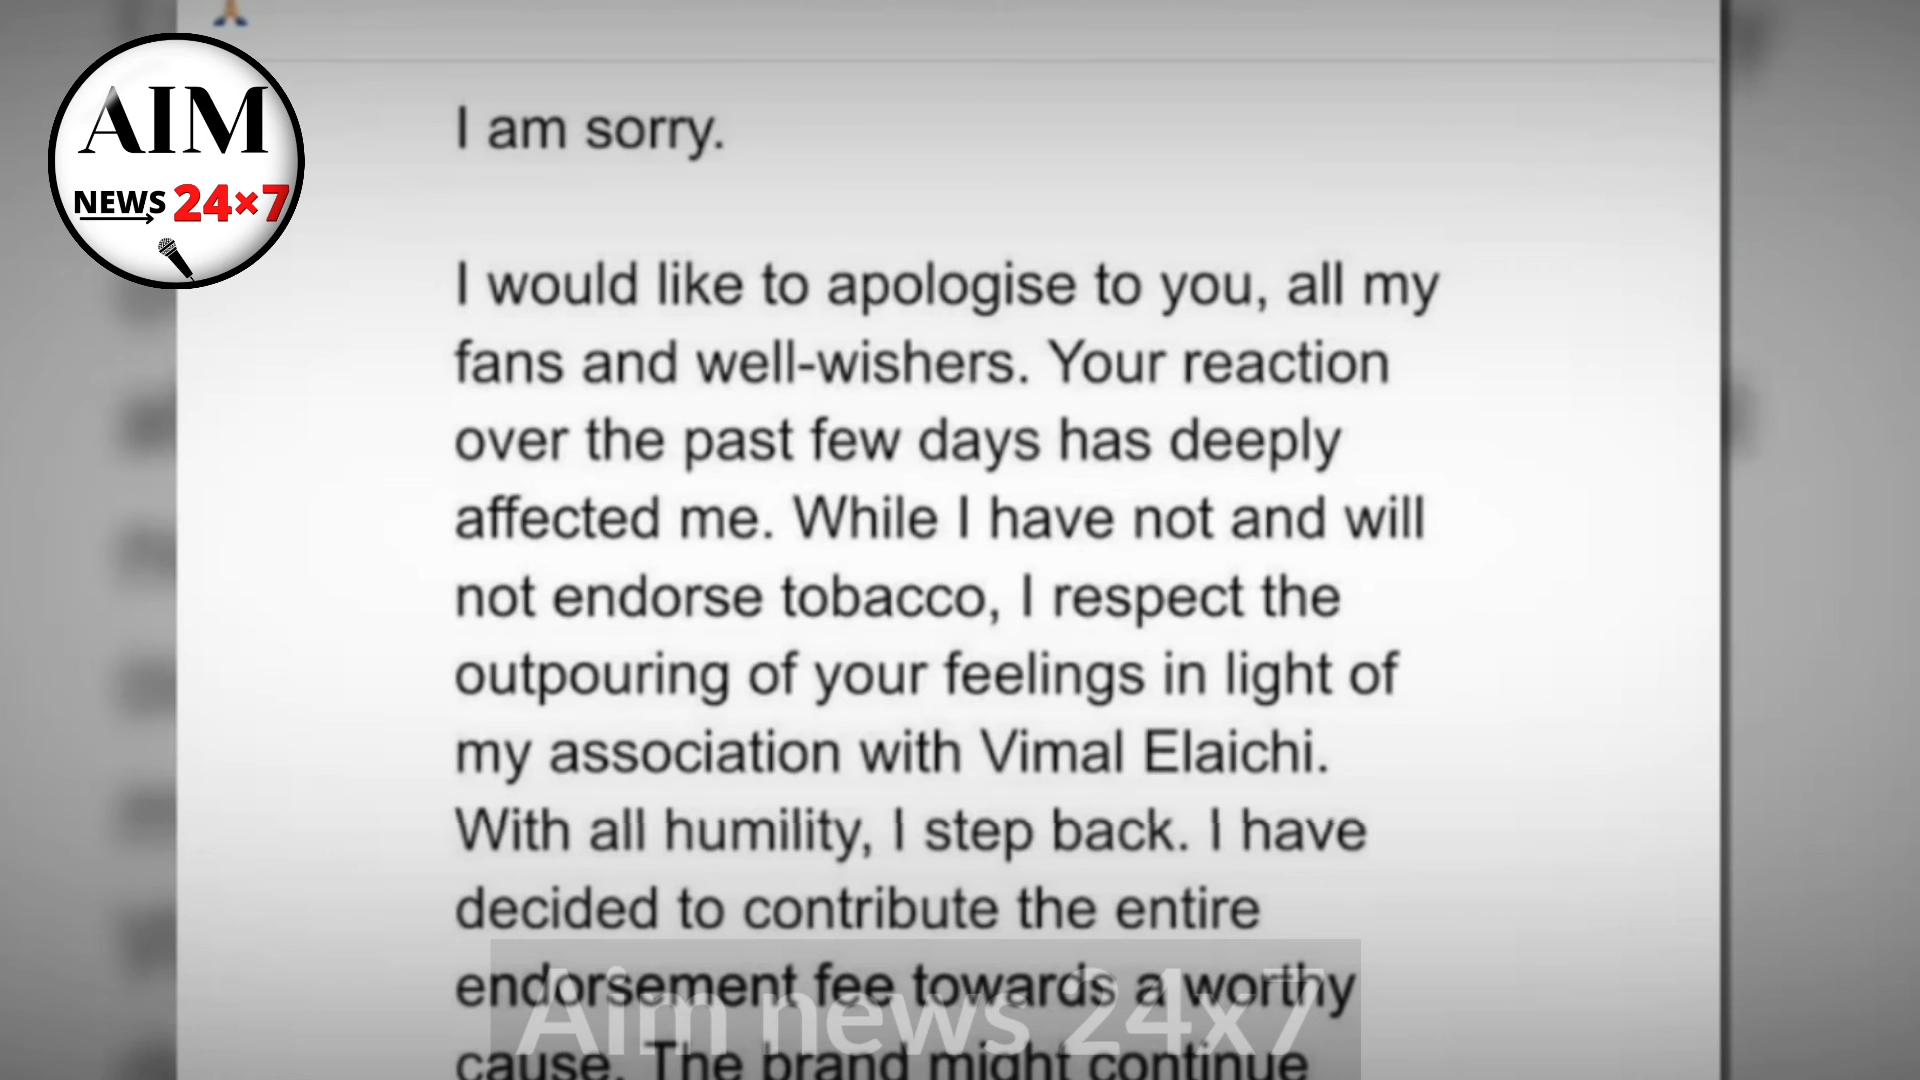 AIM
NEWS 24×7
I am sorry.
I would like to apologise to you, all my
fans and well-wishers. Your reaction
over the past few days has deeply
affected me. While I have not and will
not endorse tobacco, I respect the
outpouring of your feelings in light of
my association with Vimal Elaichi.
With all humility, I step back. I have
decided to contribute the entire
endorsement fee towards a worthy
Aim news 24x7
cause. The brand might continue